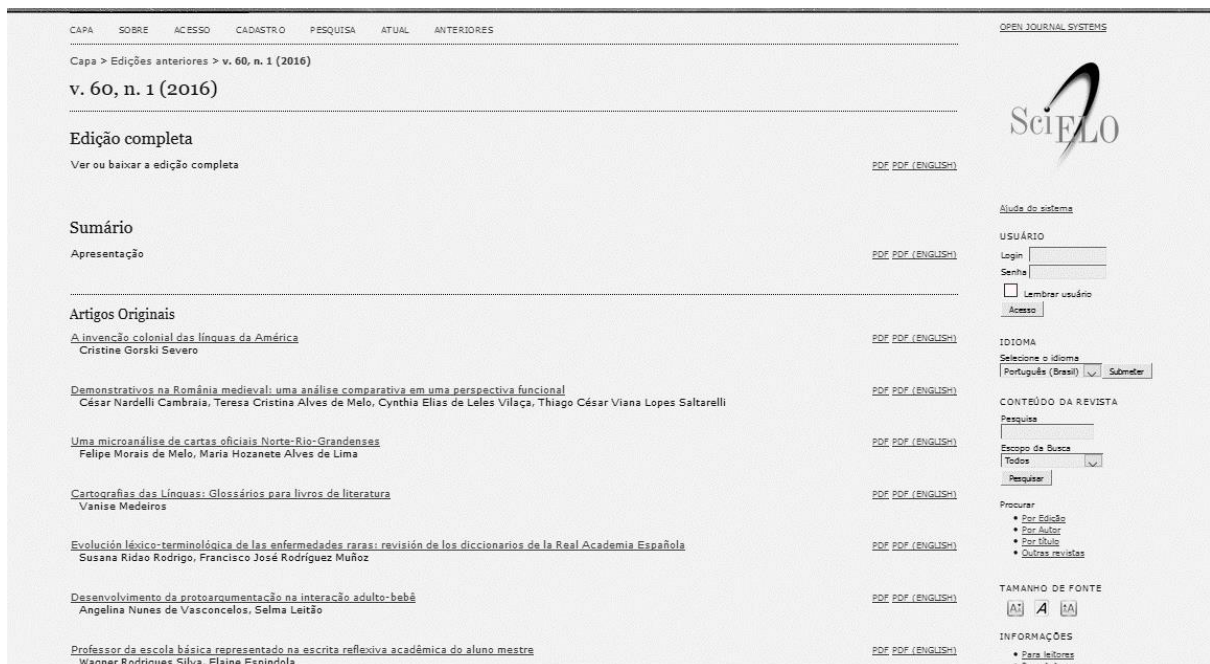 CAPA SOBRE ACESSO CADASTRO PESQUISA ATUAL ANTERIORES
Capa > Edições anteriores > v. 60, n. 1 (2016)
v. 60, n. 1 (2016)
Edição completa
Ver ou baixar a edição completa PDF PDF (ENGLISH)
Sumário
Apresentação PDF PDF (ENGLISH)
Artigos Originais
A invenção colonial das línguas da América PDF PDF (ENGLISH)
Cristine Gorski Severo
Demonstrativos na România medieval: uma análise comparativa em uma perspectiva funcional PDF PDF (ENGLISH)
César Nardelli Cambraia, Teresa Cristina Alves de Melo, Cynthia Elias de Leles Vilaça, Thiago César Viana Lopes Saltarelli
Uma microanálise de cartas oficiais Norte-Rio-Grandenses PDF PDF (ENGLISH)
Felipe Morais de Melo, Maria Hozanete Alves de Lima
Cartografias das Línguas: Glossários para livros de literatura PDF PDF (ENGLISH)
Vanise Medeiros
Evolución léxico-terminológica de las enfermedades raras: revisión de los diccionarios de la Real Academia Española PDF PDF (ENGLISH)
Susana Ridao Rodrigo, Francisco José Rodríguez Muñoz
Desenvolvimento da protoargumentação na interação adulto-bebê PDF PDF (ENGLISH)
Angelina Nunes de Vasconcelos, Selma Leitão
Professor da escola básica representado na escrita reflexiva acadêmica do aluno mestre PDF PDF (ENGLISH)
Wagner Rodrigues Silva, Elaine Espindola
OPEN JOURNAL SYSTEMS
SciELO
Ajuda do sistema
USUÁRIO
Login
Senha
Lembrar usuário
Acesso
IDIOMA
Selecione o idioma
Português (Brasil) Submeter
CONTEÚDO DA REVISTA
Pesquisa
Escopo da Busca
Todos
Pesquisar
Procurar
Por Edição
Por Autor
Por título
Outras revistas
TAMANHO DE FONTE
A A A
INFORMAÇÕES
Para leitores